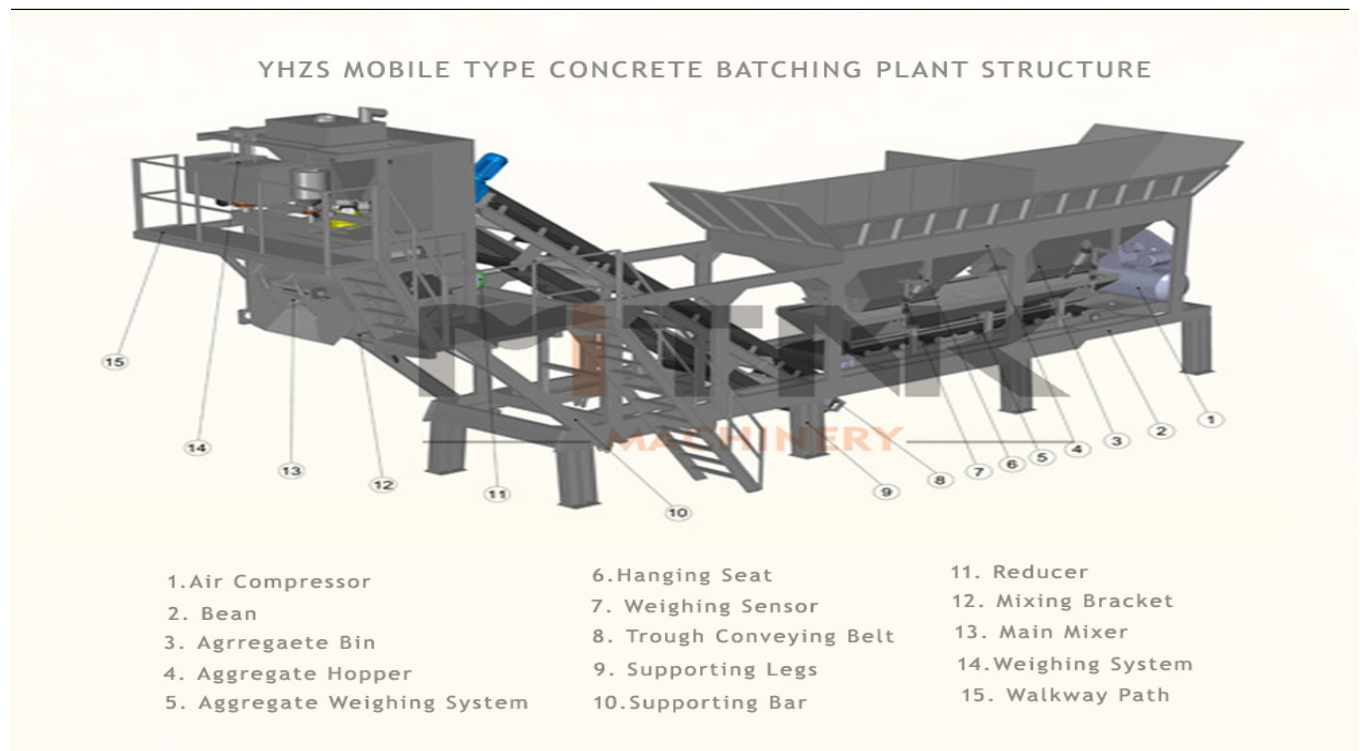 YHZS MOBILE TYPE CONCRETE BATCHING PLANT STRUCTURE
15
14
13
12
11
10
9
8
7
6
5
4
3
2
1
MACHINERY
1.Air Compressor
2. Bean
3. Agrregaete Bin
4. Aggregate Hopper
5. Aggregate Weighing System
6.Hanging Seat
7. Weighing Sensor
8. Trough Conveying Belt
9. Supporting Legs
10.Supporting Bar
11. Reducer
12. Mixing Bracket
13. Main Mixer
14.Weighing System
15. Walkway Path